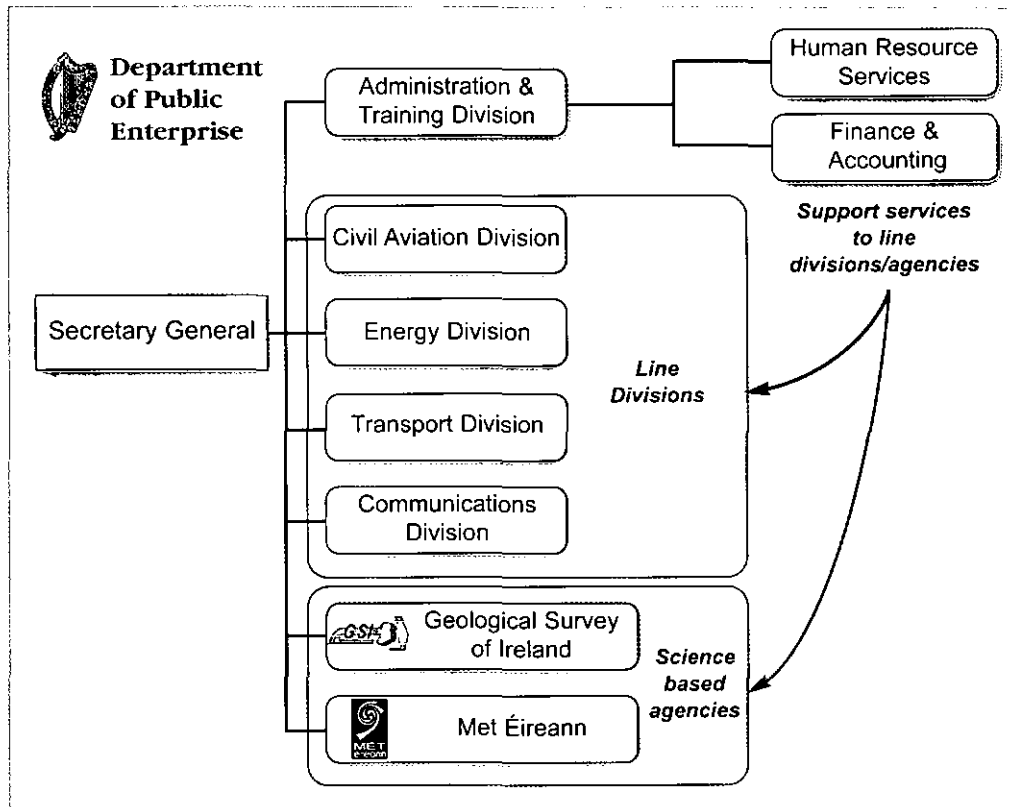 Department
of Public
Enterprise
Administration &
Training Division
Human Resource
Services
Finance &
Accounting
Support services
to line
divisions/agencies
Civil Aviation Division
Secretary General
Energy Division
Line
Divisions
Transport Division
Communications
Division
GSI
Geological Survey
of Ireland
Science
based
agencies
MET
éireann
Met Éireann